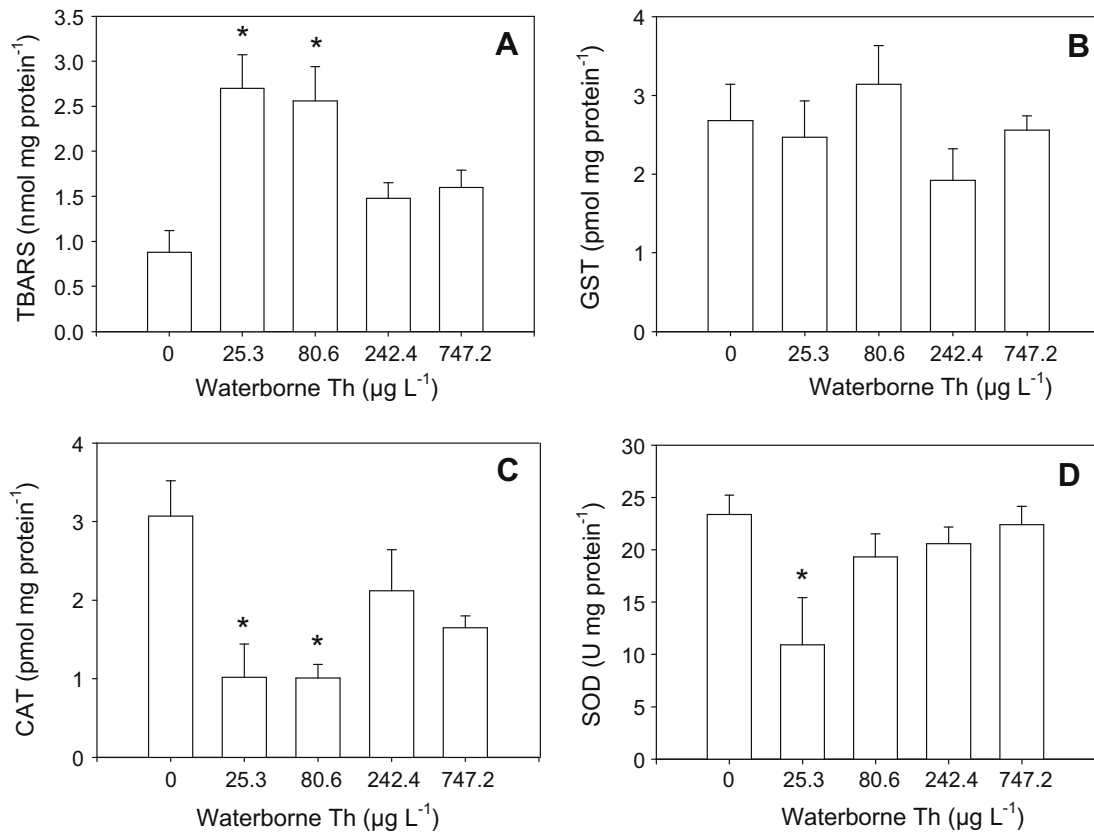 A
TBARS (nmol mg protein⁻¹)
3.5
3.0
2.5
2.0
1.5
1.0
0.5
0.0
* *
0 25.3 80.6 242.4 747.2
Waterborne Th (µg L⁻¹)
B
GST (pmol mg protein⁻¹)
4
3
2
1
0
0 25.3 80.6 242.4 747.2
Waterborne Th (µg L⁻¹)
C
CAT (pmol mg protein⁻¹)
4
3
2
1
0
* *
0 25.3 80.6 242.4 747.2
Waterborne Th (µg L⁻¹)
D
SOD (U mg protein⁻¹)
30
25
20
15
10
5
0
*
0 25.3 80.6 242.4 747.2
Waterborne Th (µg L⁻¹)